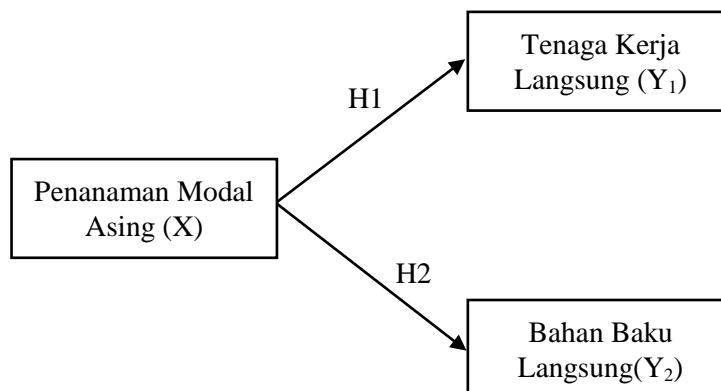 Tenaga Kerja
Langsung (Y₁)
H1
Penanaman Modal
Asing (X)
H2
Bahan Baku
Langsung(Y₂)